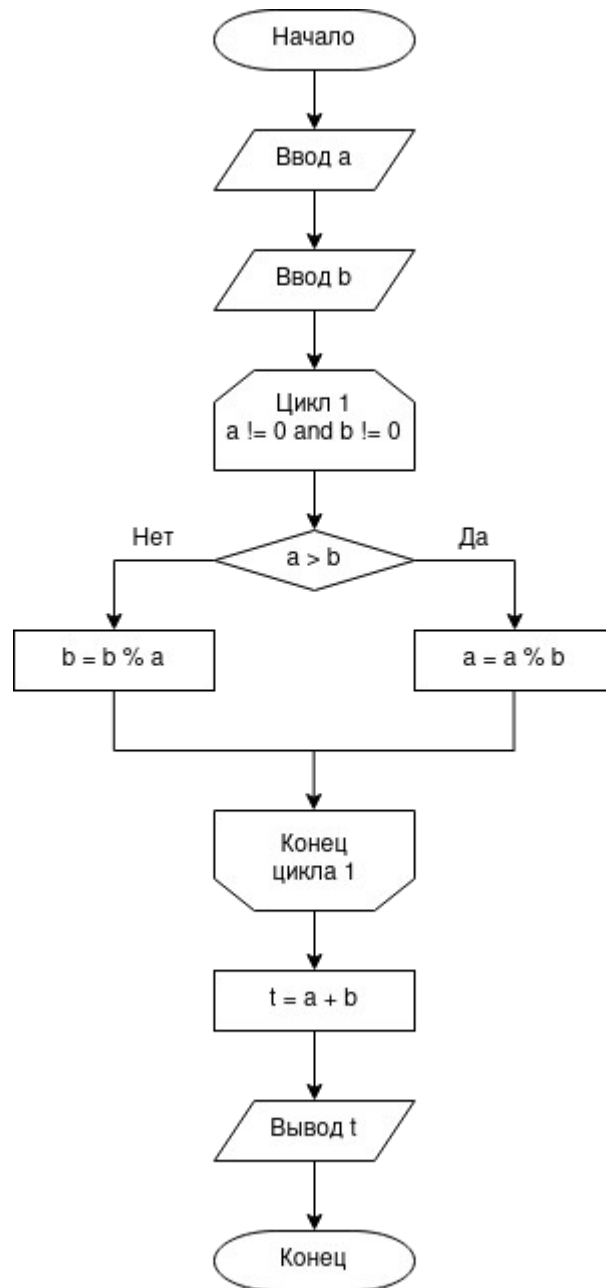 Начало
Ввод a
Ввод b
Цикл 1
a != 0 and b != 0
Нет
a > b
Да
b = b % a
a = a % b
Конец
цикла 1
t = a + b
Вывод t
Конец